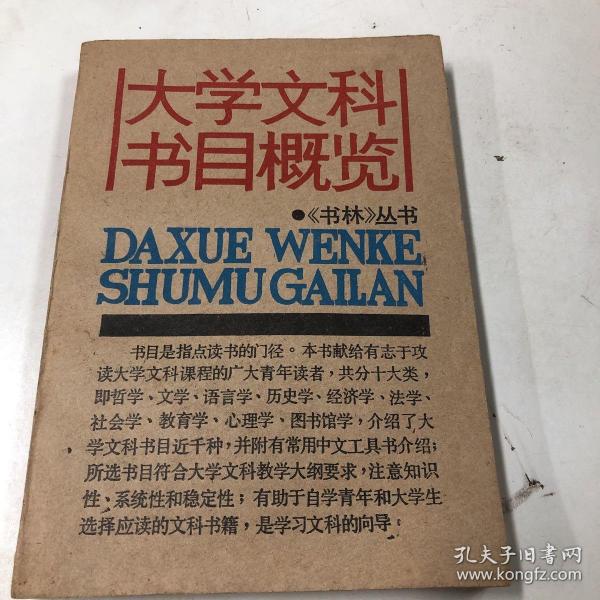 大学文科
书目概览
●《书林》丛书
DAXUE WENKE
SHUMU GAILAN
书目是指点读书的门径。本书献给有志于攻
读大学文科课程的广大青年读者，共分十大类，
即哲学、文学、语言学、历史学、经济学、法学、
社会学、教育学、心理学、图书馆学，介绍了大
学文科书目近千种，并附有常用中文工具书介绍；
所选书目符合大学文科教学大纲要求，注意知识
性、系统性和稳定性；有助于自学青年和大学生
选择应读的文科书籍，是学习文科的向导。
孔夫子旧书网
www.kongfz.com